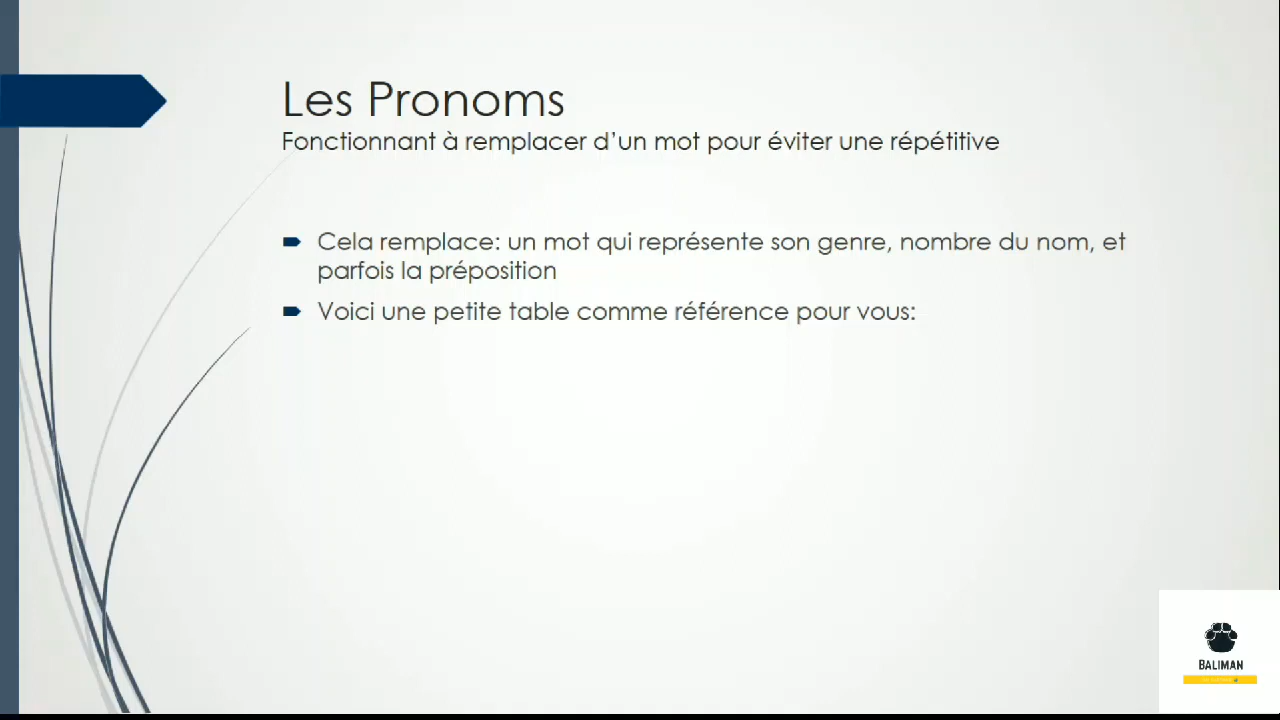 Les Pronoms
Fonctionnant à remplacer d'un mot pour éviter une répétitive
Cela remplace: un mot qui représente son genre, nombre du nom, et
parfois la préposition
Voici une petite table comme référence pour vous:
BALIMAN